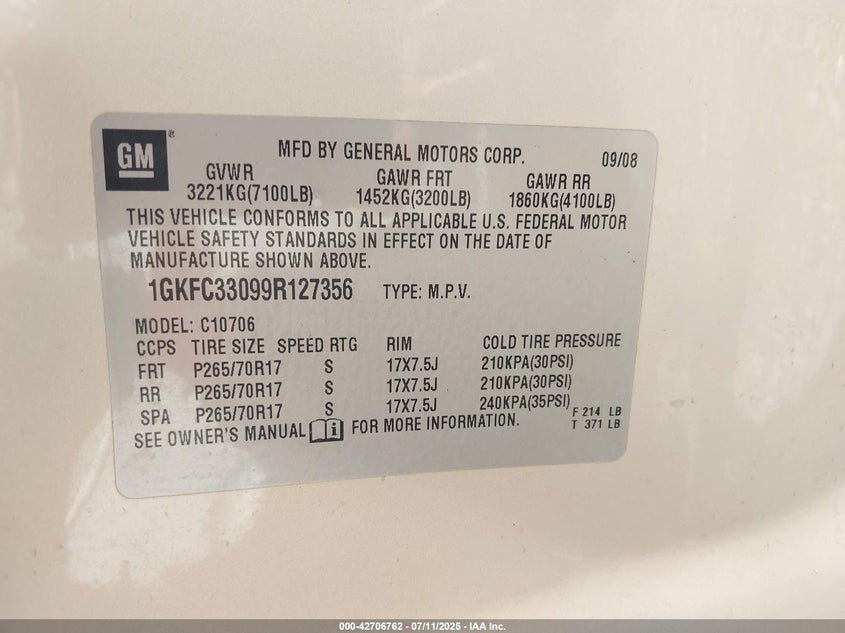 GM®
MFD BY GENERAL MOTORS CORP. 09/08
GVWR GAWR FRT GAWR RR
3221KG(7100LB) 1452KG(3200LB) 1860KG(4100LB)
THIS VEHICLE CONFORMS TO ALL APPLICABLE U.S. FEDERAL MOTOR
VEHICLE SAFETY STANDARDS IN EFFECT ON THE DATE OF
MANUFACTURE SHOWN ABOVE.
1GKFC33099R127356 TYPE: M.P.V.
MODEL: C10706
CCPS TIRE SIZE SPEED RTG RIM COLD TIRE PRESSURE
FRT P265/70R17 S 17X7.5J 210KPA(30PSI)
RR P265/70R17 S 17X7.5J 210KPA(30PSI)
SPA P265/70R17 S 17X7.5J 240KPA(35PSI) F 214 LB
SEE OWNER'S MANUAL FOR MORE INFORMATION. T 371 LB
000-42706762 - 07/11/2025 - IAA Inc.